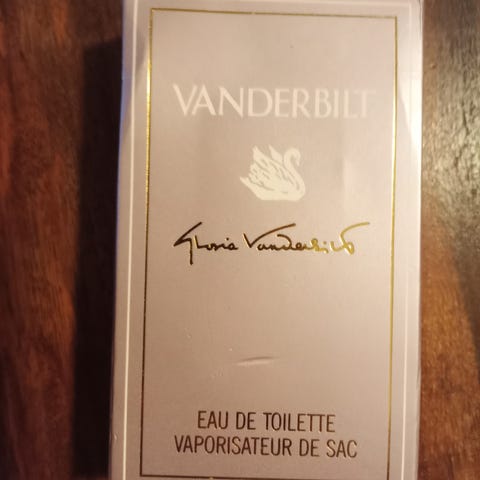 VANDERBILT
Gloria Vanderbilt
EAU DE TOILETTE
VAPORISATEUR DE SAC